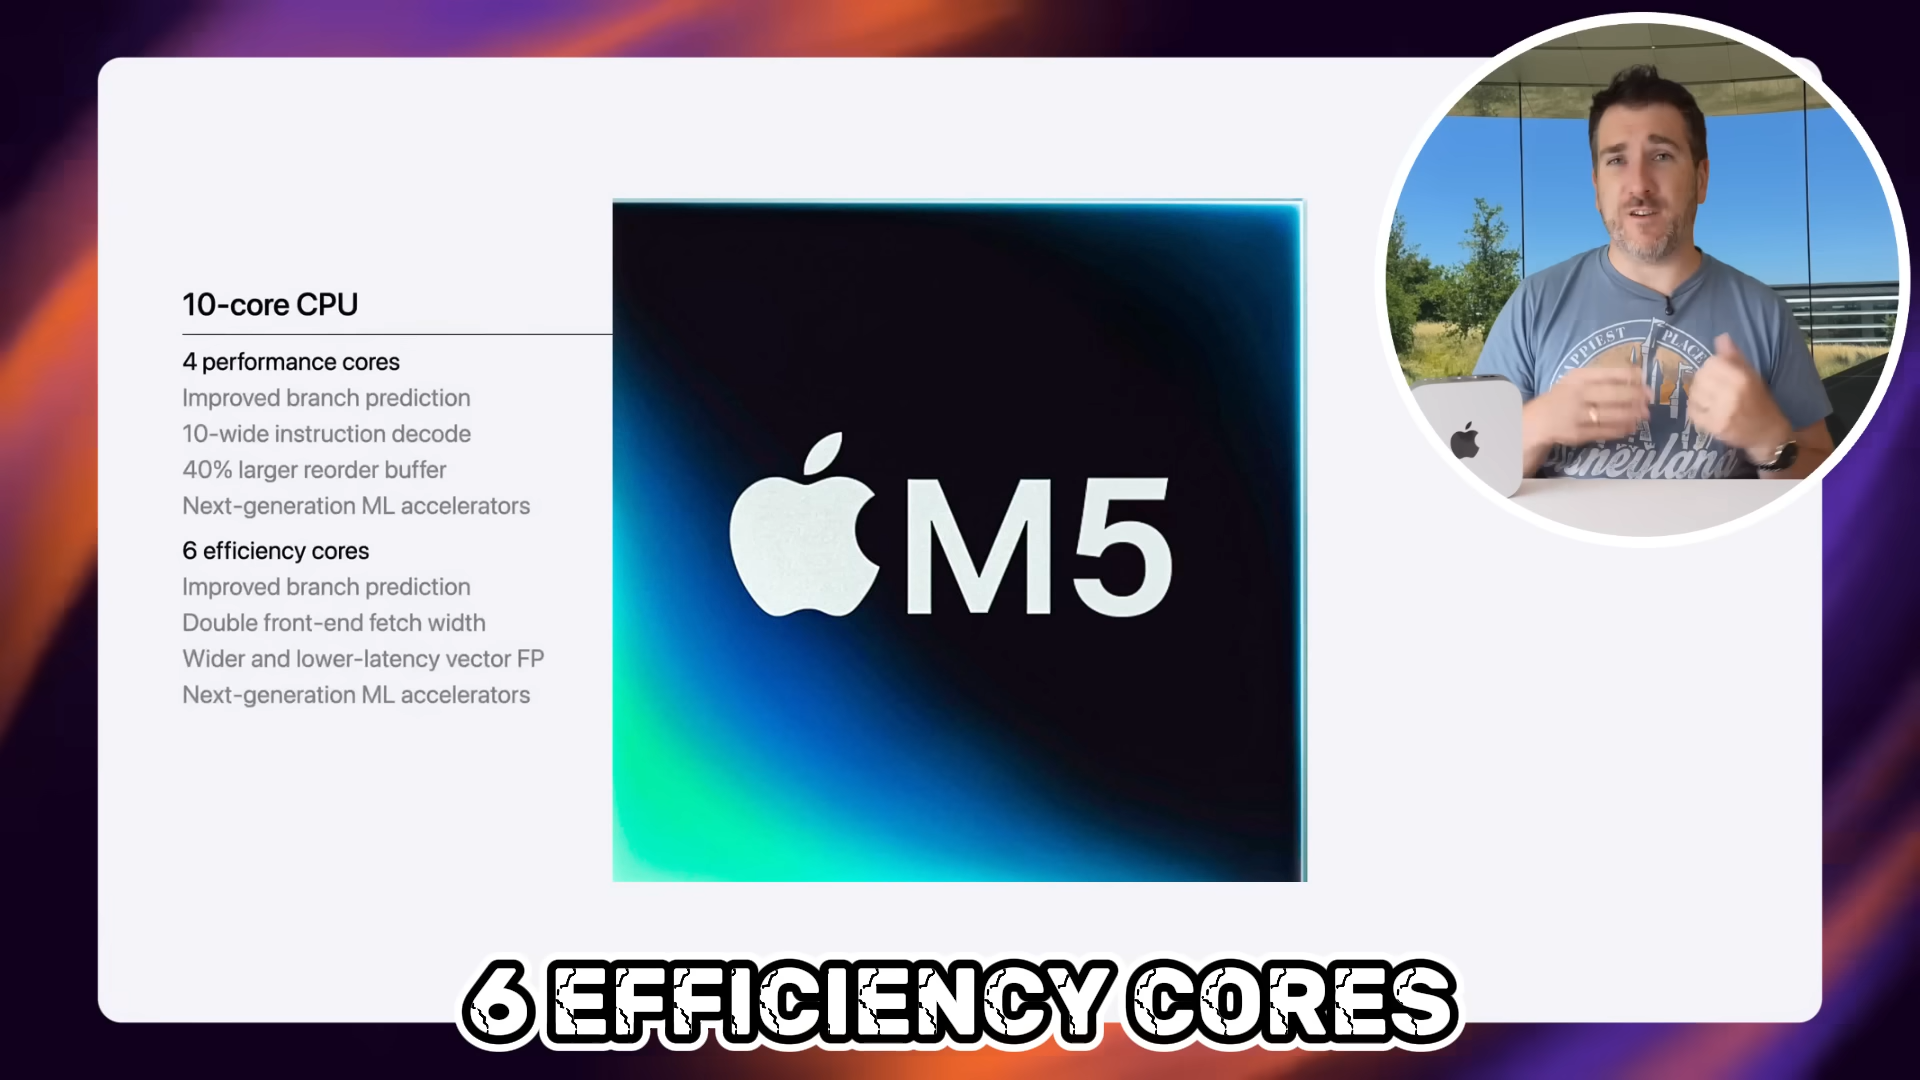 10-core CPU
4 performance cores
Improved branch prediction
10-wide instruction decode
40% larger reorder buffer
Next-generation ML accelerators
6 efficiency cores
Improved branch prediction
Double front-end fetch width
Wider and lower-latency vector FP
Next-generation ML accelerators
M5
PLACE
6 EFFICIENCY CORES